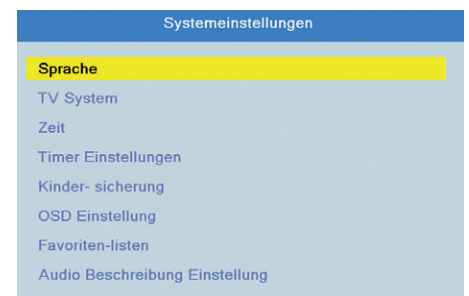 Systemeinstellungen
Sprache
TV System
Zeit
Timer Einstellungen
Kinder- sicherung
OSD Einstellung
Favoriten-listen
Audio Beschreibung Einstellung